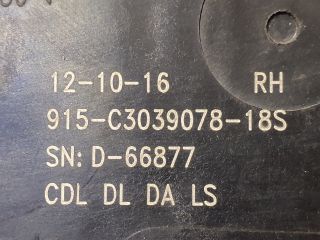 12-10-16 RH
915-C3039078-18S
SN: D-66877
CDL DL DA LS